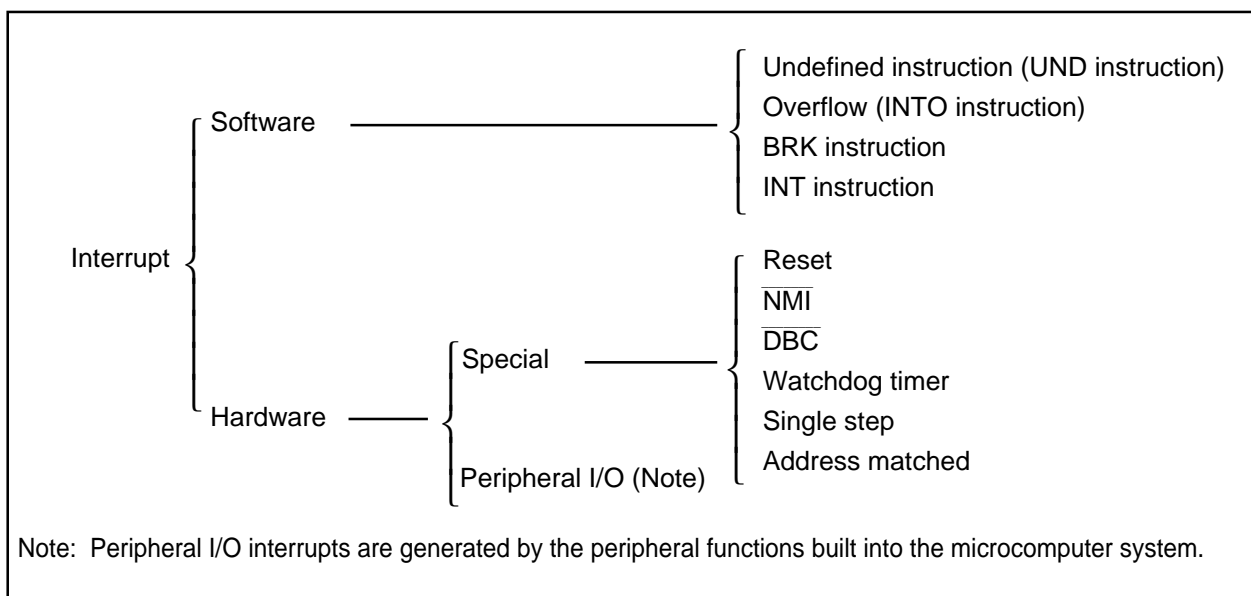 Interrupt
Software
Undefined instruction (UND instruction)
Overflow (INTO instruction)
BRK instruction
INT instruction
Hardware
Special
Reset
N̅M̅I̅
D̅B̅C̅
Watchdog timer
Single step
Address matched
Peripheral I/O (Note)
Note: Peripheral I/O interrupts are generated by the peripheral functions built into the microcomputer system.